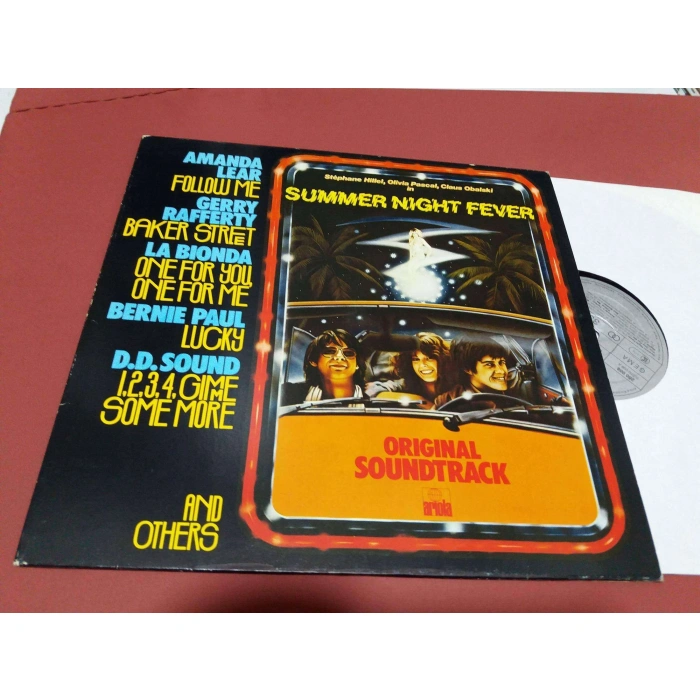 AMANDA
LEAR
FOLLOW ME
GERRY
RAFFERTY
BAKER STREET
LA BIONDA
ONE FOR YOU
ONE FOR ME
BERNIE PAUL
LUCKY
D.D. SOUND
1,2,3,4, GIMME
SOME MORE
AND
OTHERS
Stéphane Hillel, Olivia Pascal, Claus Obalski
in
SUMMER NIGHT FEVER
ORIGINAL
SOUNDTRACK
ariola
GEMA